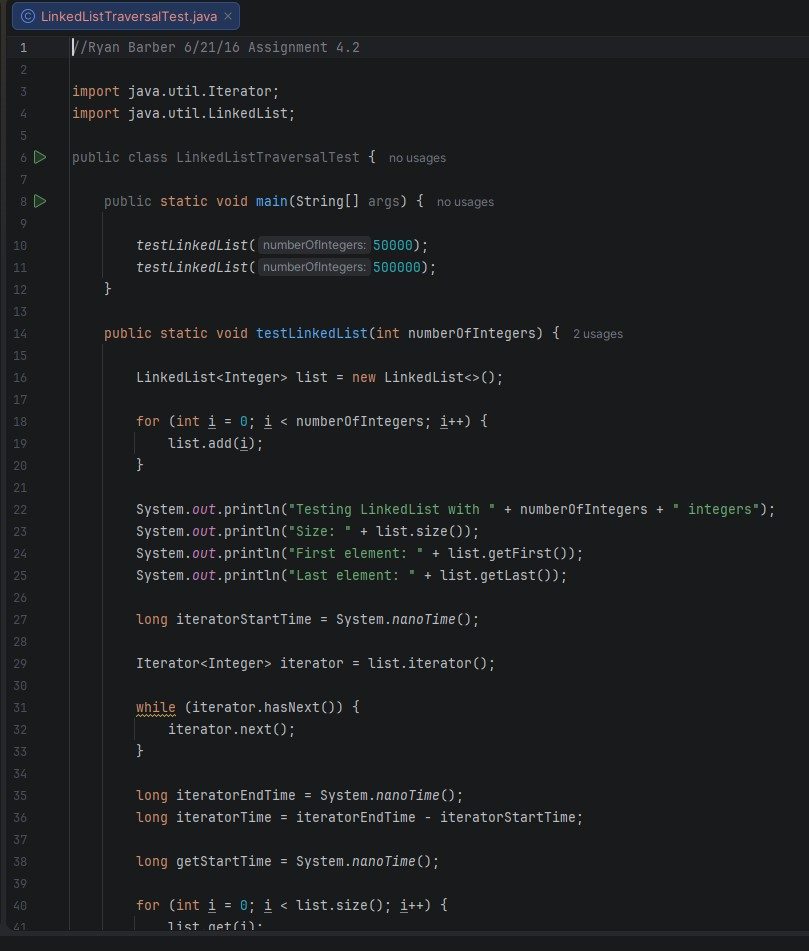 LinkedListTraversalTest.java
1 //Ryan Barber 6/21/16 Assignment 4.2
2
3 import java.util.Iterator;
4 import java.util.LinkedList;
5
6 public class LinkedListTraversalTest { no usages
7
8 public static void main(String[] args) { no usages
9
10 testLinkedList( numberOfIntegers: 50000);
11 testLinkedList( numberOfIntegers: 500000);
12 }
13
14 public static void testLinkedList(int numberOfIntegers) { 2 usages
15
16 LinkedList<Integer> list = new LinkedList<>();
17
18 for (int i = 0; i < numberOfIntegers; i++) {
19 list.add(i);
20 }
21
22 System.out.println("Testing LinkedList with " + numberOfIntegers + " integers");
23 System.out.println("Size: " + list.size());
24 System.out.println("First element: " + list.getFirst());
25 System.out.println("Last element: " + list.getLast());
26
27 long iteratorStartTime = System.nanoTime();
28
29 Iterator<Integer> iterator = list.iterator();
30
31 while (iterator.hasNext()) {
32 iterator.next();
33 }
34
35 long iteratorEndTime = System.nanoTime();
36 long iteratorTime = iteratorEndTime - iteratorStartTime;
37
38 long getStartTime = System.nanoTime();
39
40 for (int i = 0; i < list.size(); i++) {
41 list.get(i);